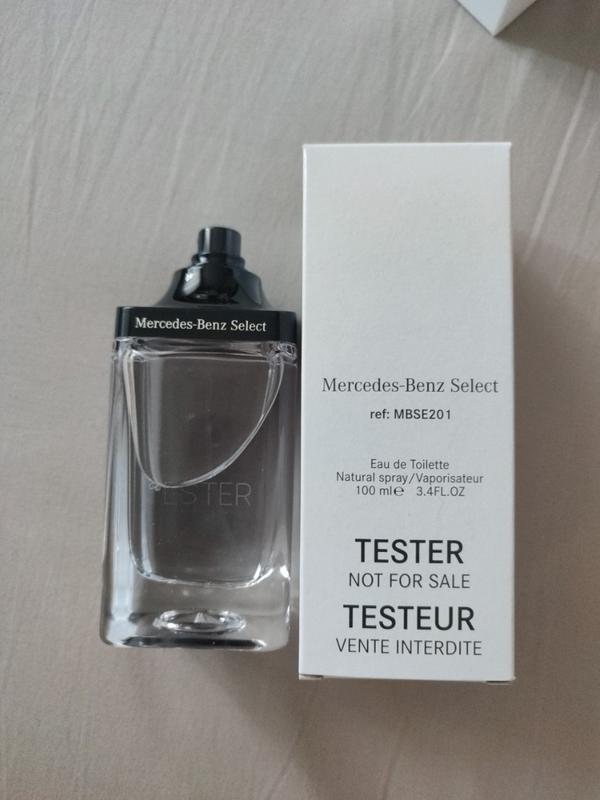 Mercedes-Benz Select
TESTER
Mercedes-Benz Select
ref: MBSE201
Eau de Toilette
Natural spray/Vaporisateur
100 ml℮ 3.4FL.OZ
TESTER
NOT FOR SALE
TESTEUR
VENTE INTERDITE